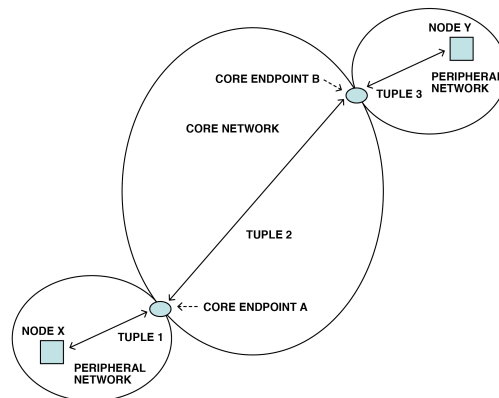 NODE Y
CORE ENDPOINT B
PERIPHERAL
NETWORK
TUPLE 3
CORE NETWORK
TUPLE 2
CORE ENDPOINT A
NODE X
TUPLE 1
PERIPHERAL
NETWORK